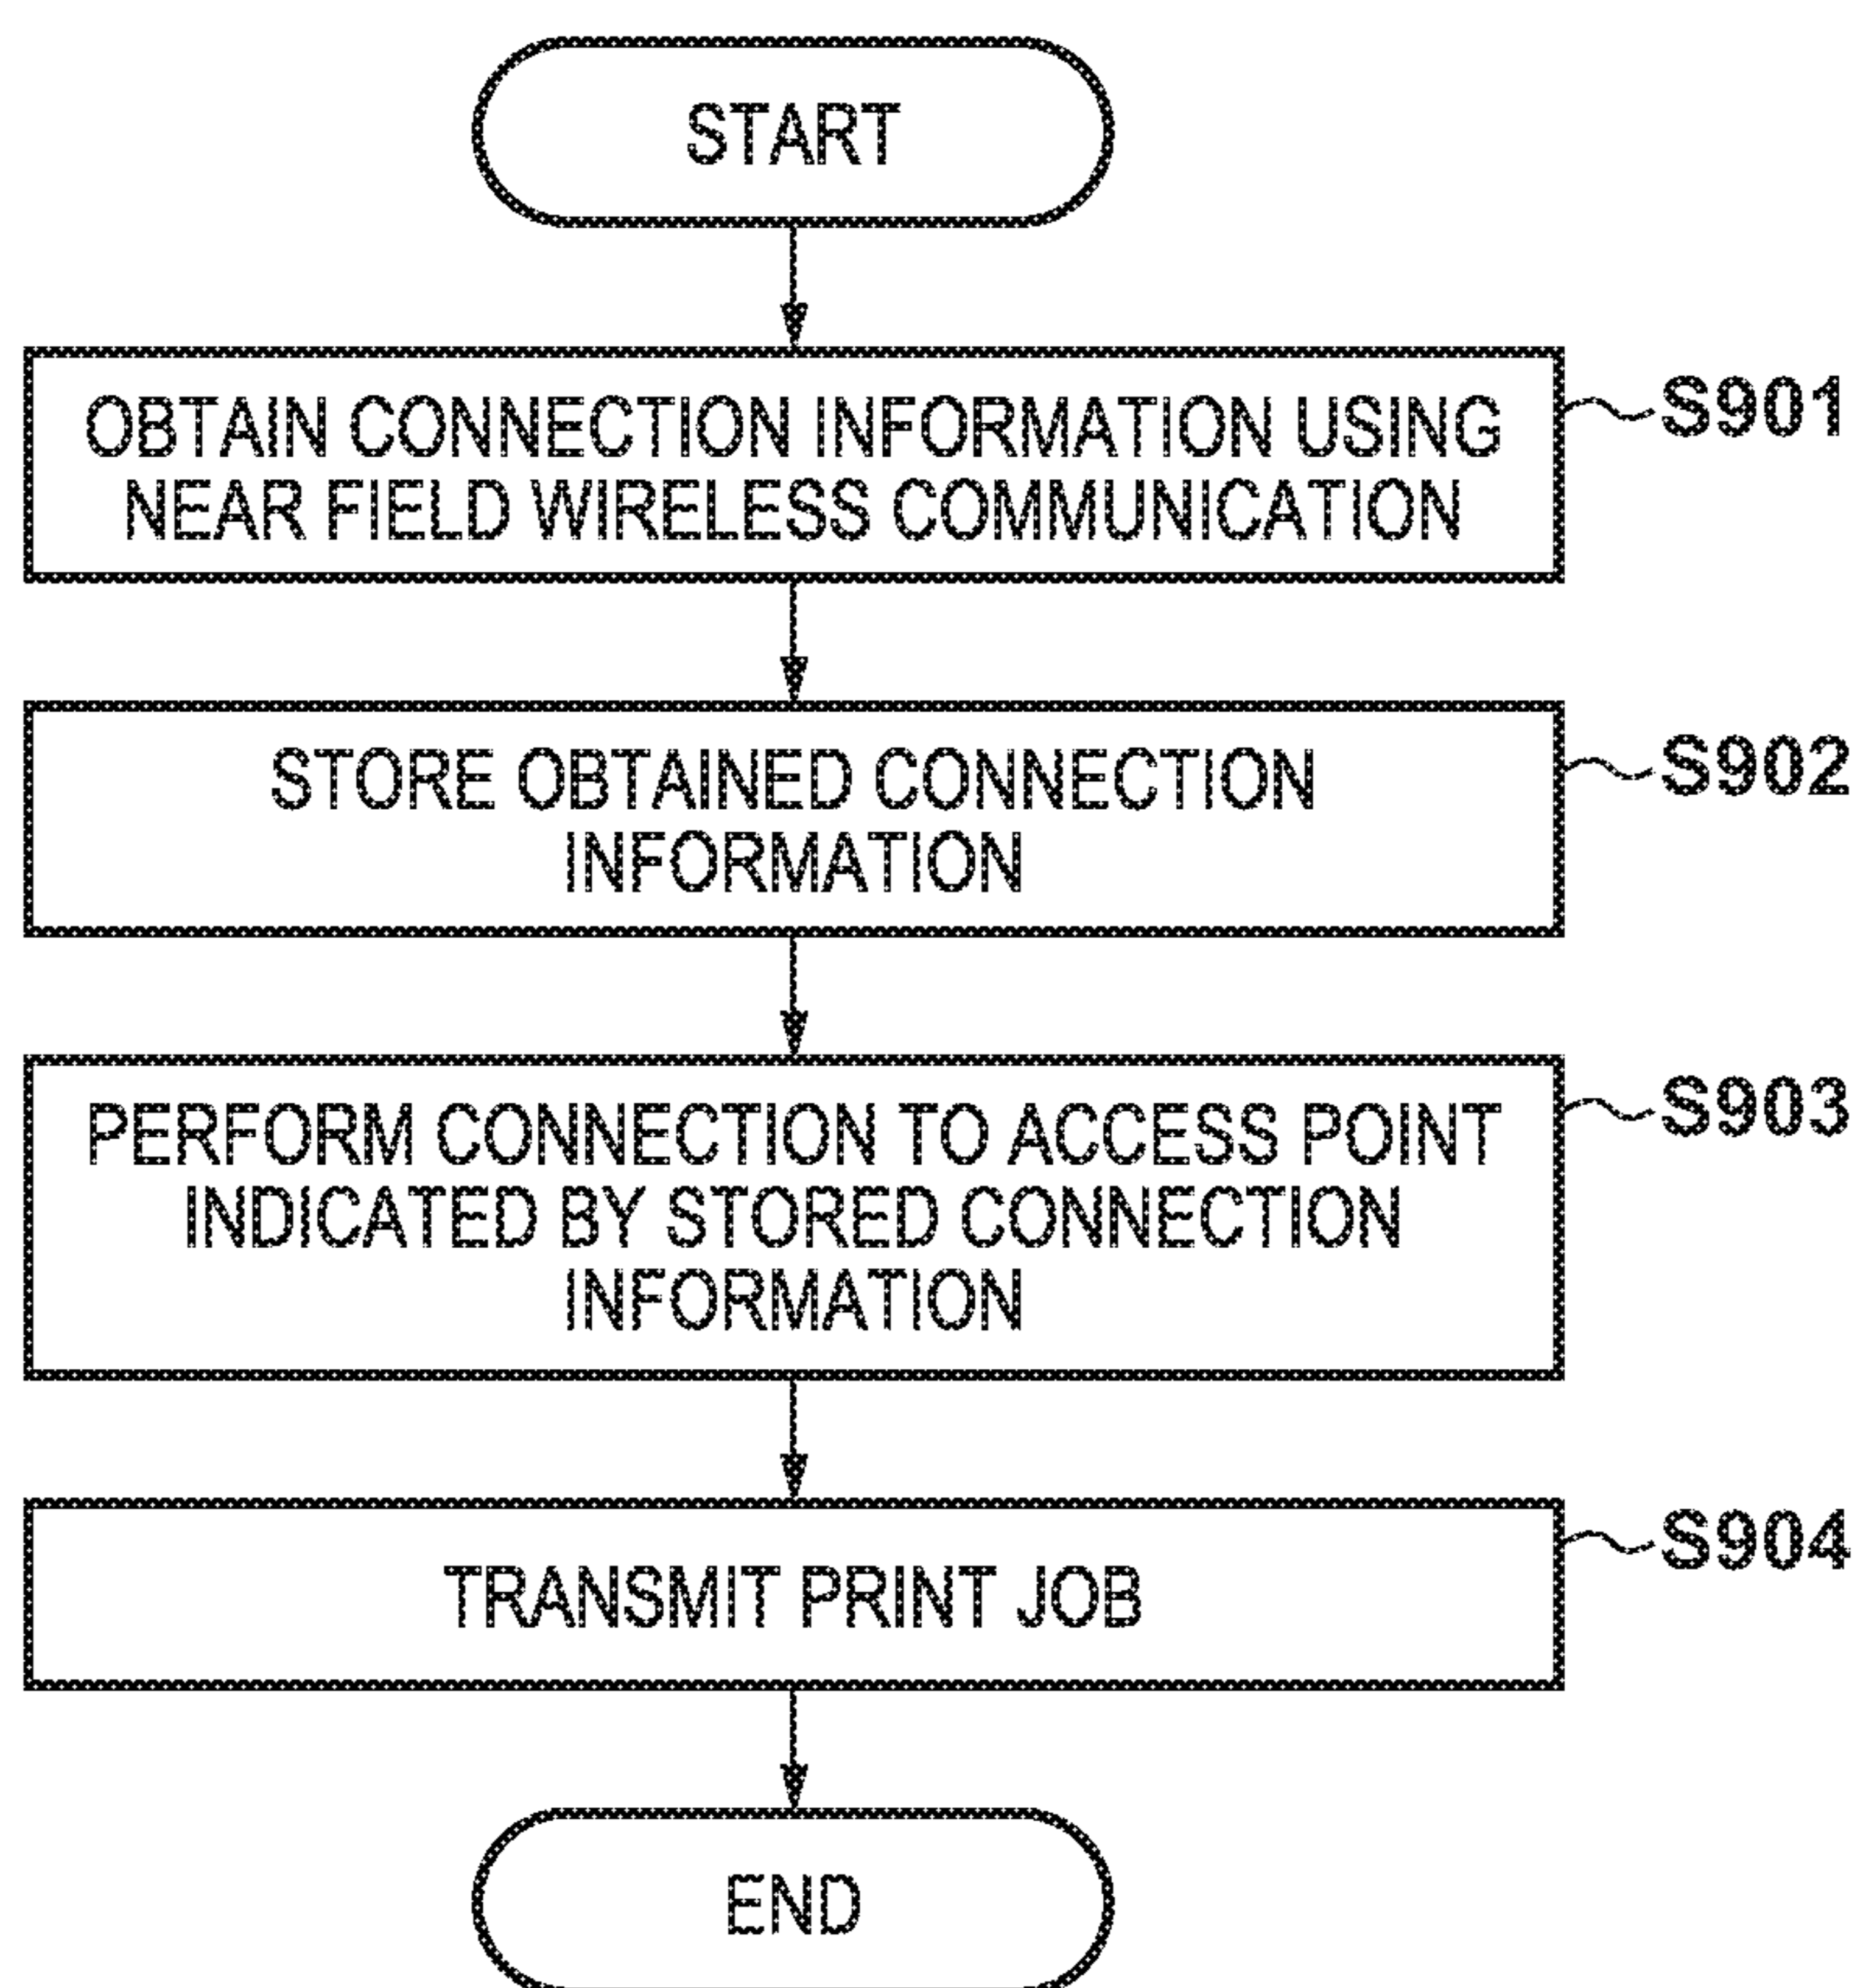 START
OBTAIN CONNECTION INFORMATION USING
NEAR FIELD WIRELESS COMMUNICATION
S901
STORE OBTAINED CONNECTION
INFORMATION
S902
PERFORM CONNECTION TO ACCESS POINT
INDICATED BY STORED CONNECTION
INFORMATION
S903
TRANSMIT PRINT JOB
S904
END